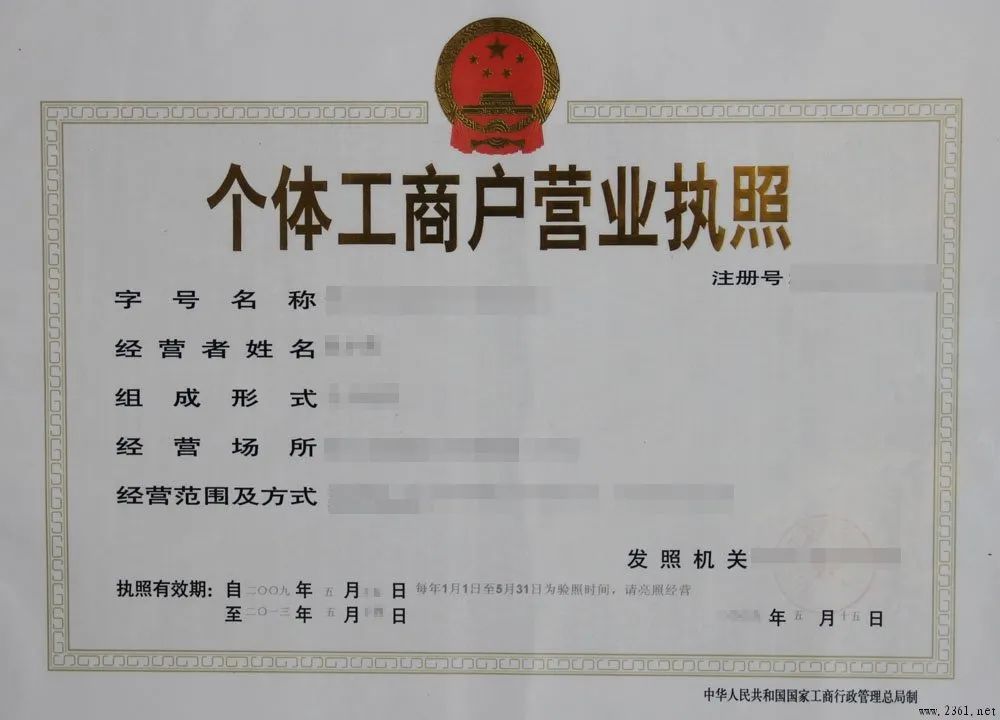 个体工商户营业执照
注册号:
字号名称
经营者姓名
组成形式
经营场所
经营范围及方式
发照机关
执照有效期: 自二〇〇九年 五 月 日 每年1月1日至5月31日为验照时间，请亮照经营
至二〇一三年 五 月 日
年 五 月十五日
中华人民共和国国家工商行政管理总局制
www.2361.net